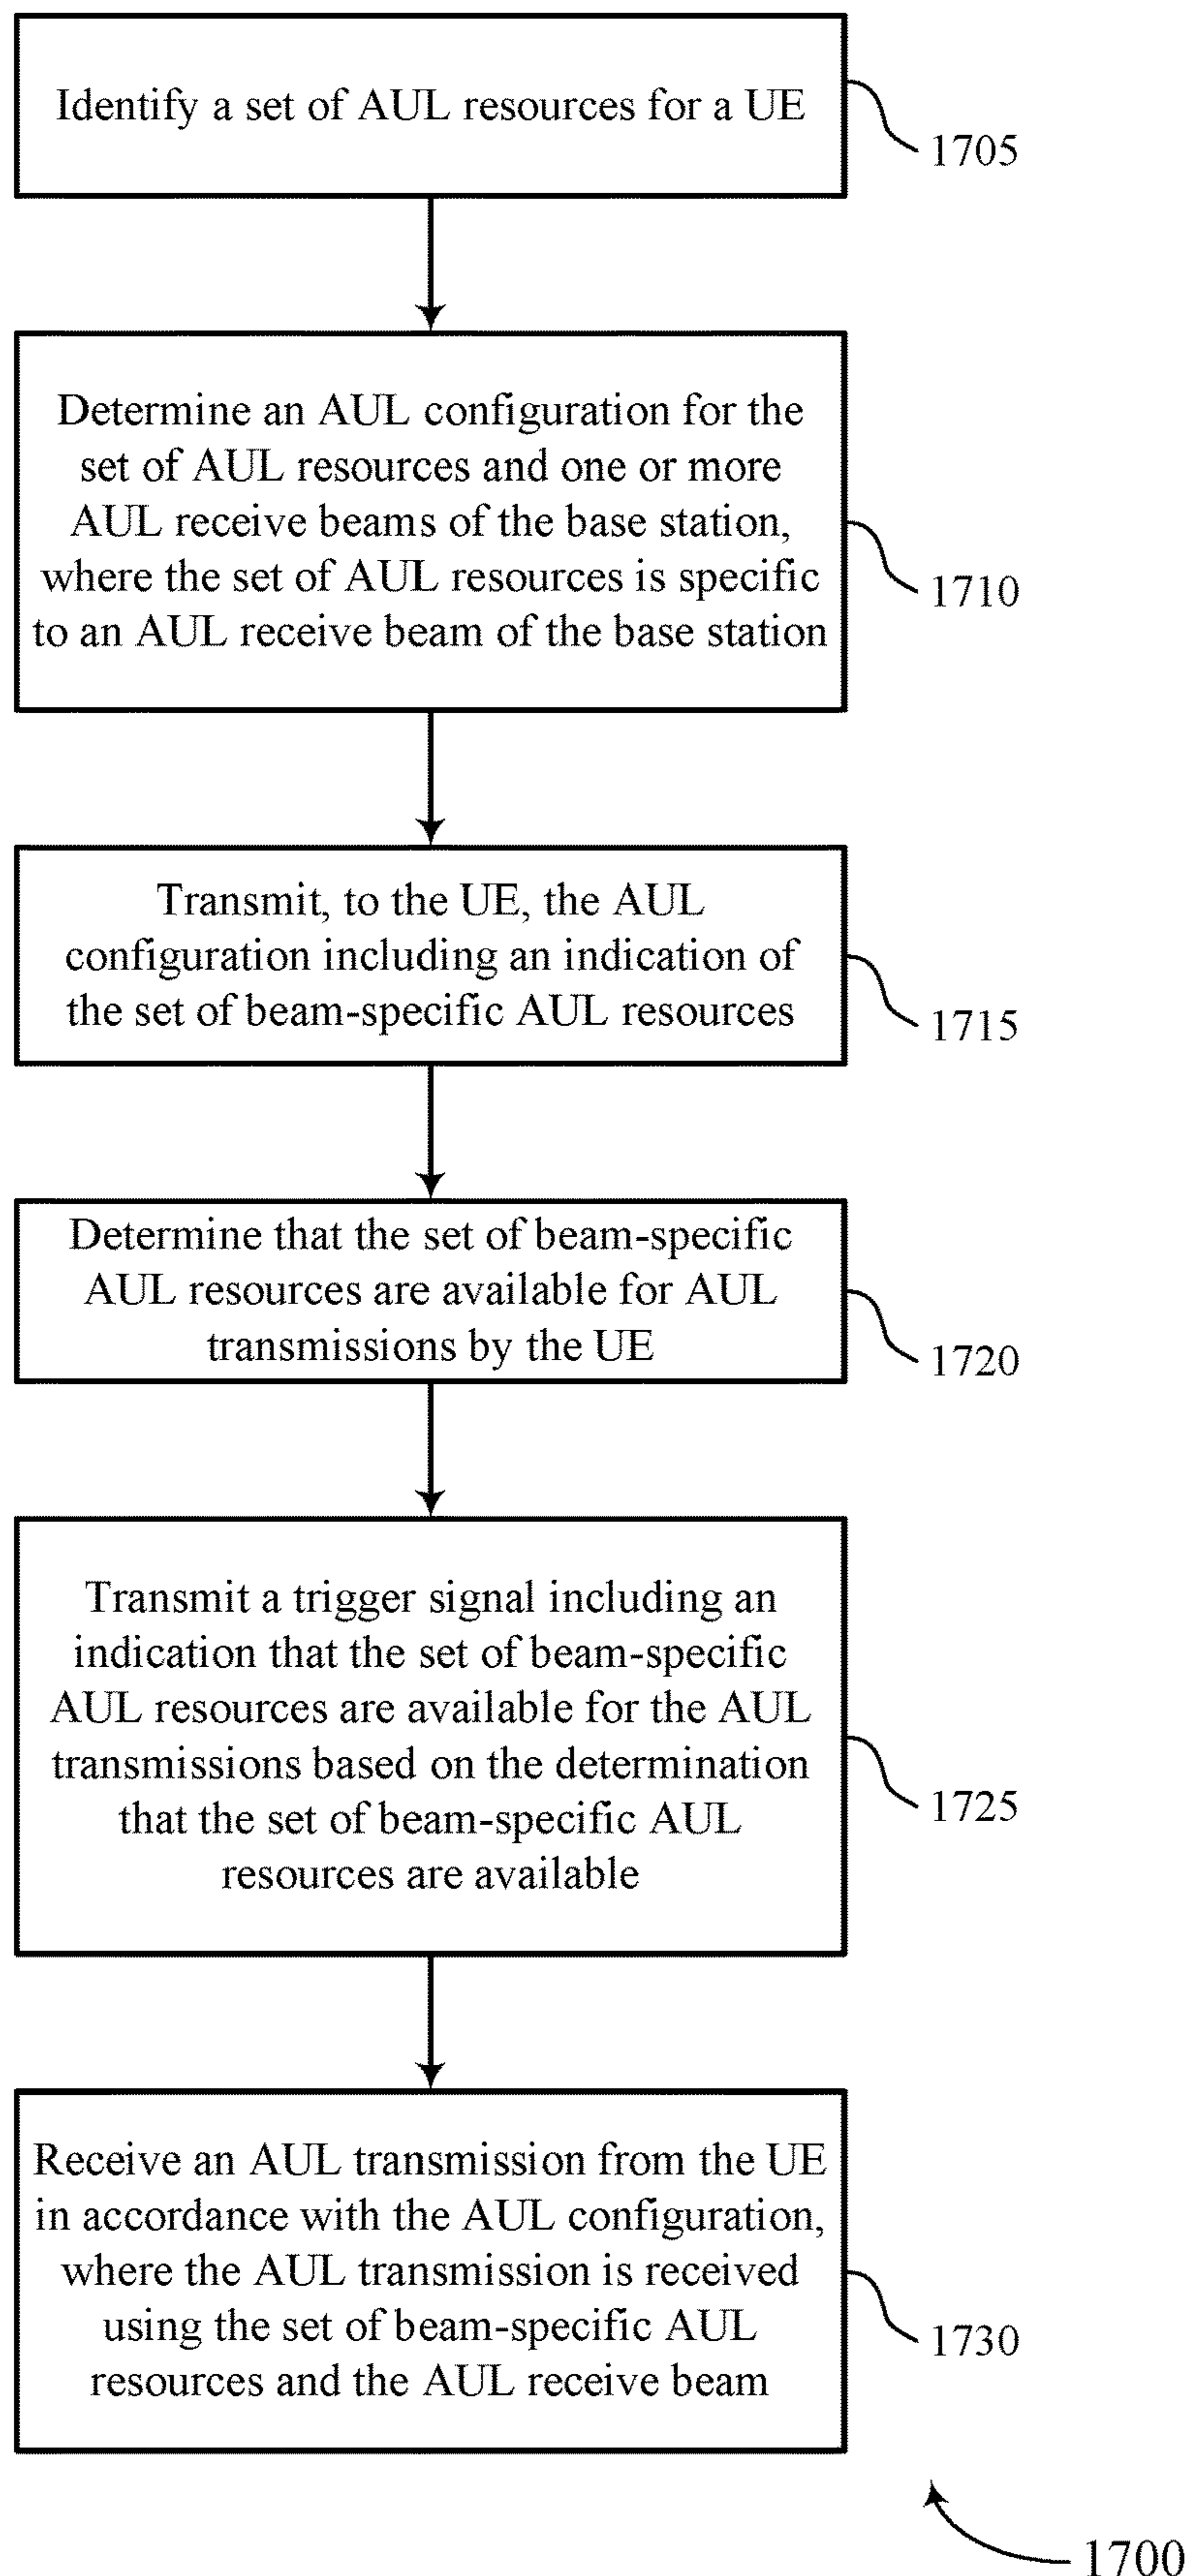 Identify a set of AUL resources for a UE
1705
Determine an AUL configuration for the
set of AUL resources and one or more
AUL receive beams of the base station,
where the set of AUL resources is specific
to an AUL receive beam of the base station
1710
Transmit, to the UE, the AUL
configuration including an indication of
the set of beam-specific AUL resources
1715
Determine that the set of beam-specific
AUL resources are available for AUL
transmissions by the UE
1720
Transmit a trigger signal including an
indication that the set of beam-specific
AUL resources are available for the AUL
transmissions based on the determination
that the set of beam-specific AUL
resources are available
1725
Receive an AUL transmission from the UE
in accordance with the AUL configuration,
where the AUL transmission is received
using the set of beam-specific AUL
resources and the AUL receive beam
1730
1700